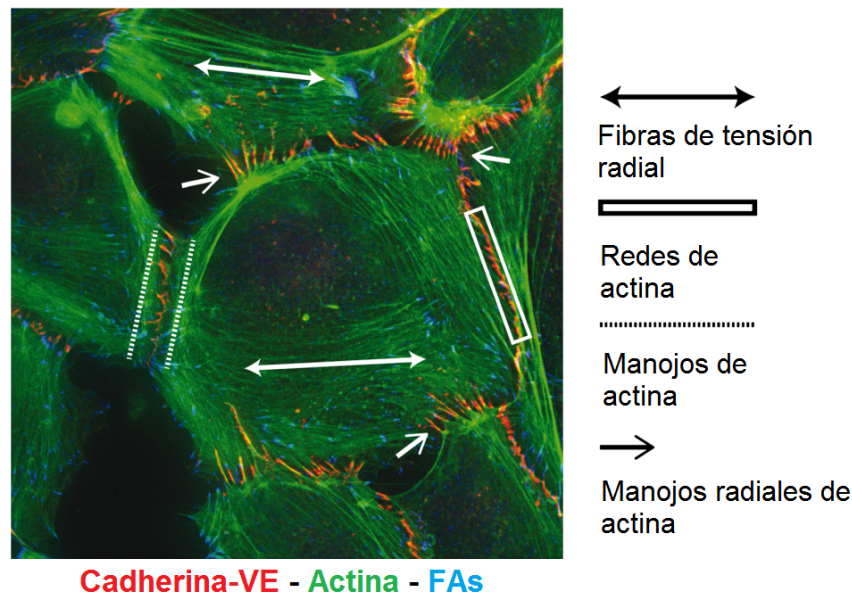 Fibras de tensión
radial
Redes de
actina
Manojos de
actina
Manojos radiales de
actina
Cadherina-VE - Actina - FAs